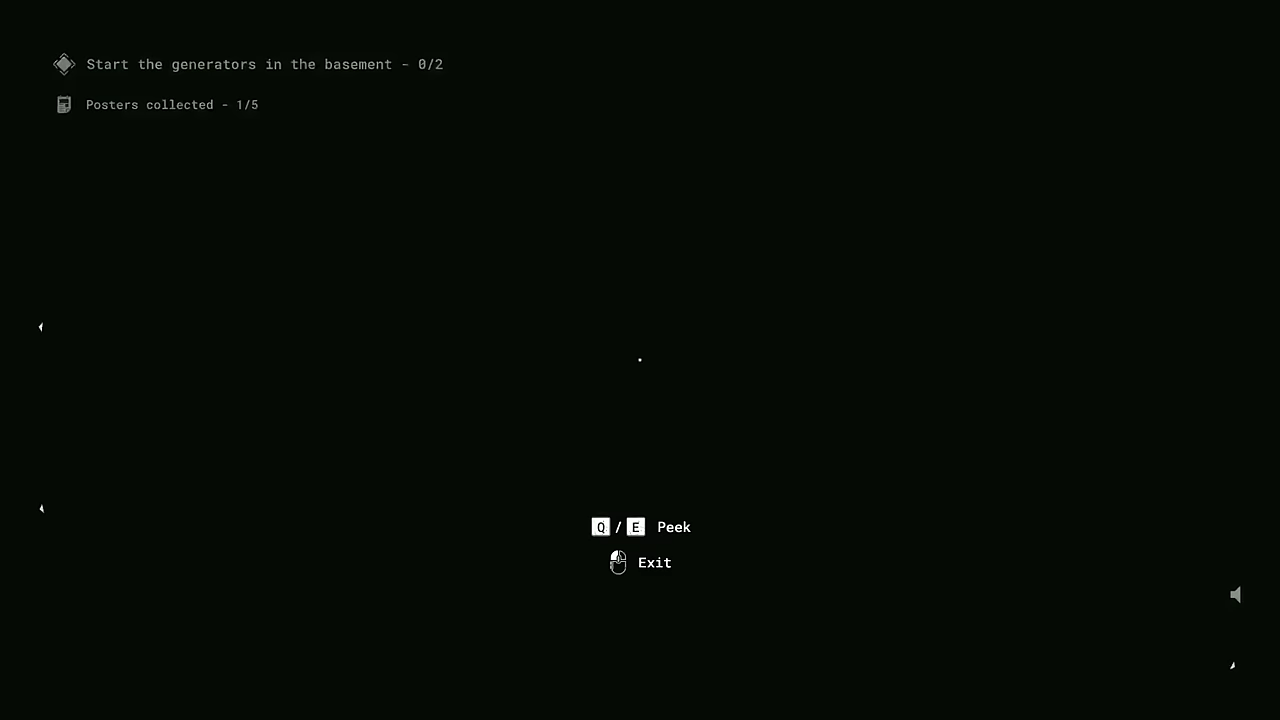 Start the generators in the basement - 0/2
Posters collected - 1/5
Q / E Peek
Exit